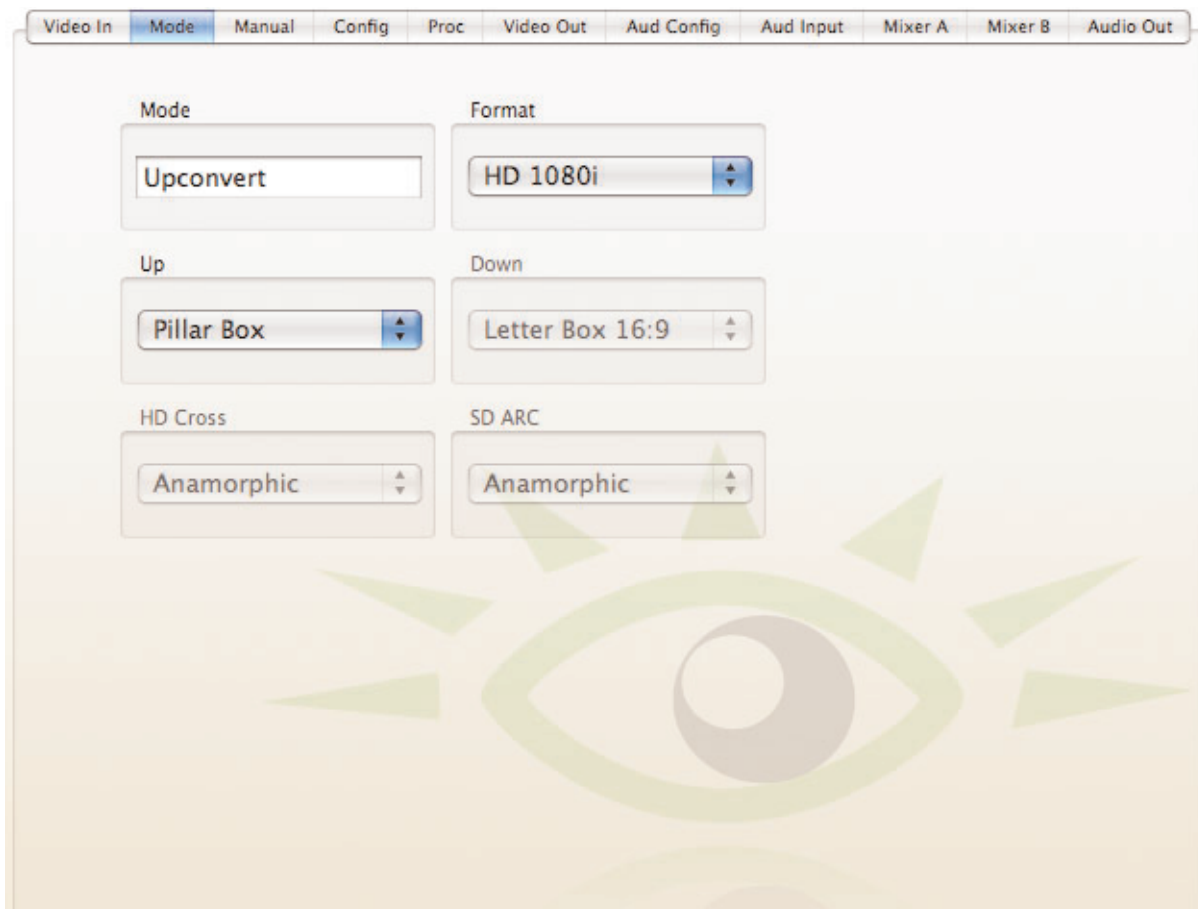 Video In Mode Manual Config Proc Video Out Aud Config Aud Input Mixer A Mixer B Audio Out
Mode Format
Upconvert HD 1080i
Up Down
Pillar Box Letter Box 16:9
HD Cross SD ARC
Anamorphic Anamorphic